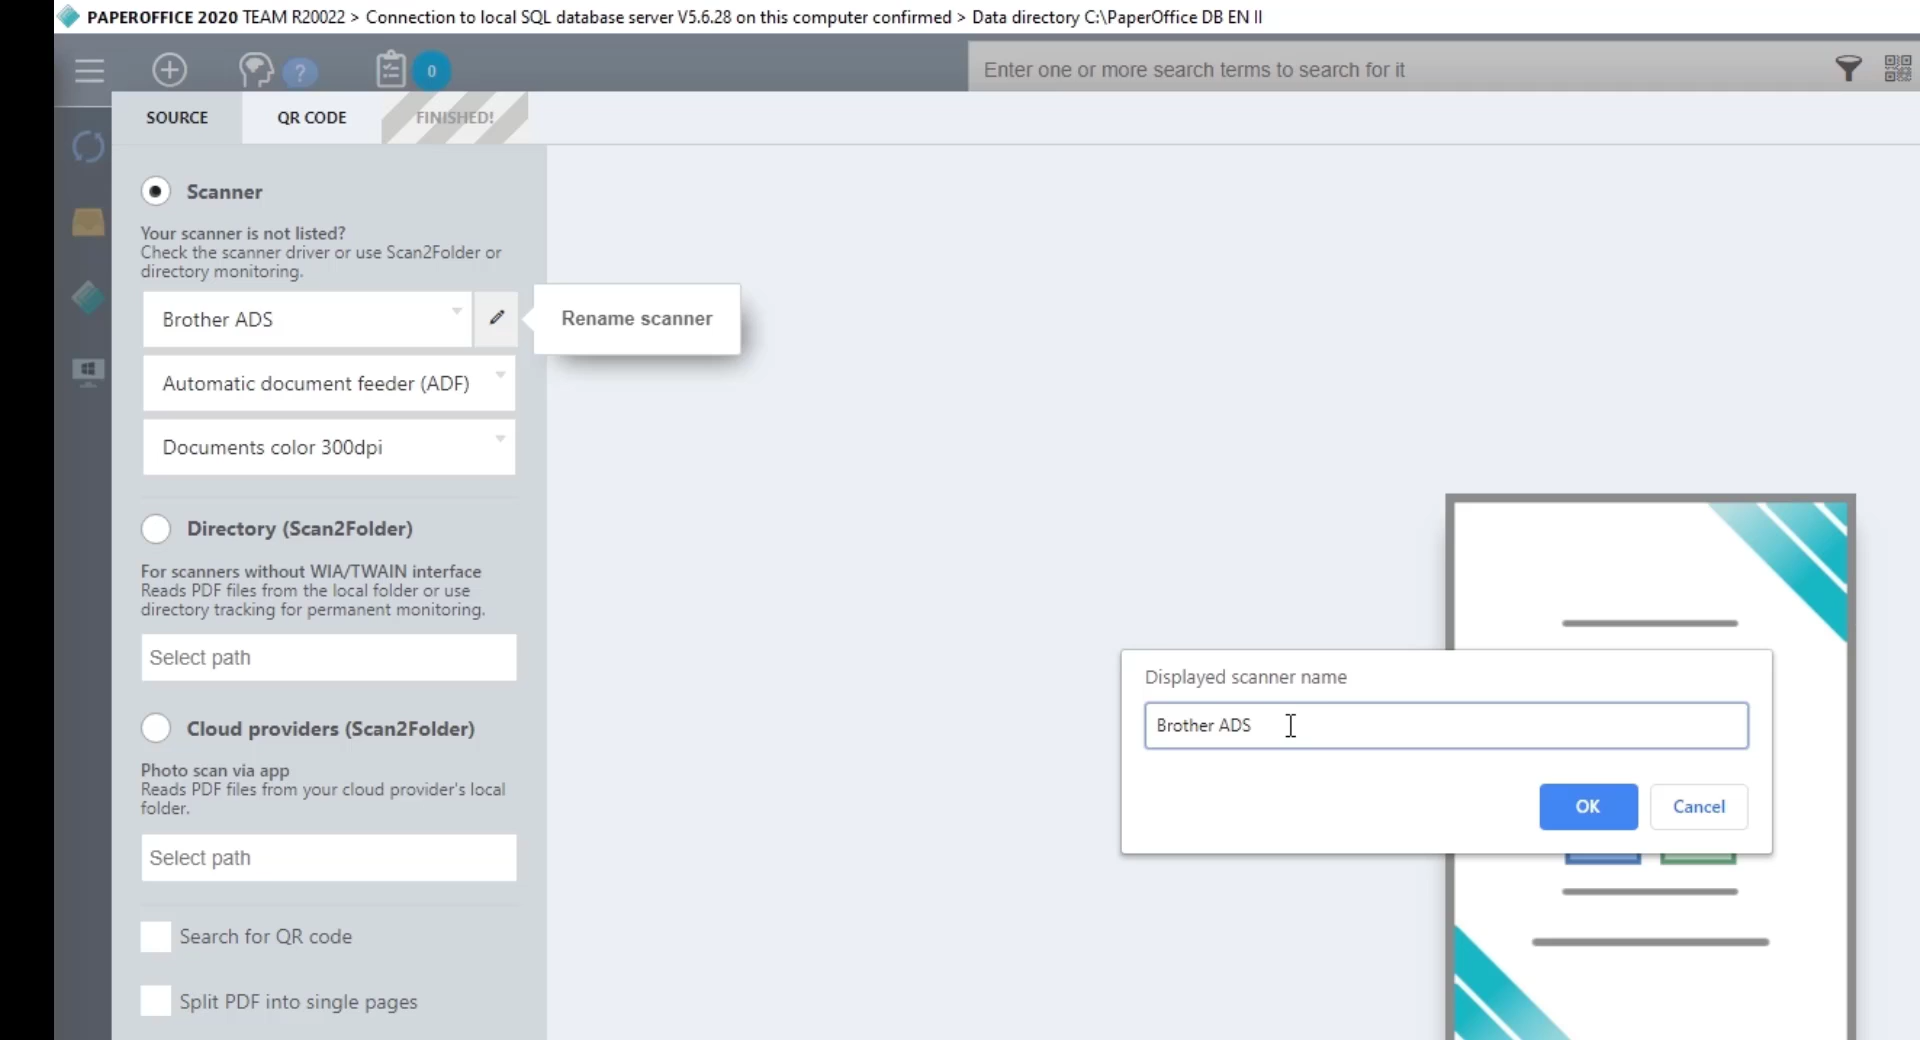 PAPEROFFICE 2020 TEAM R20022 > Connection to local SQL database server V5.6.28 on this computer confirmed > Data directory C:\PaperOffice DB EN II
? 0 Enter one or more search terms to search for it
SOURCE QR CODE FINISHED!
Scanner
Your scanner is not listed?
Check the scanner driver or use Scan2Folder or
directory monitoring.
Brother ADS
Rename scanner
Automatic document feeder (ADF)
Documents color 300dpi
Directory (Scan2Folder)
For scanners without WIA/TWAIN interface
Reads PDF files from the local folder or use
directory tracking for permanent monitoring.
Select path
Cloud providers (Scan2Folder)
Photo scan via app
Reads PDF files from your cloud provider's local
folder.
Select path
Search for QR code
Split PDF into single pages
Displayed scanner name
Brother ADS
OK Cancel